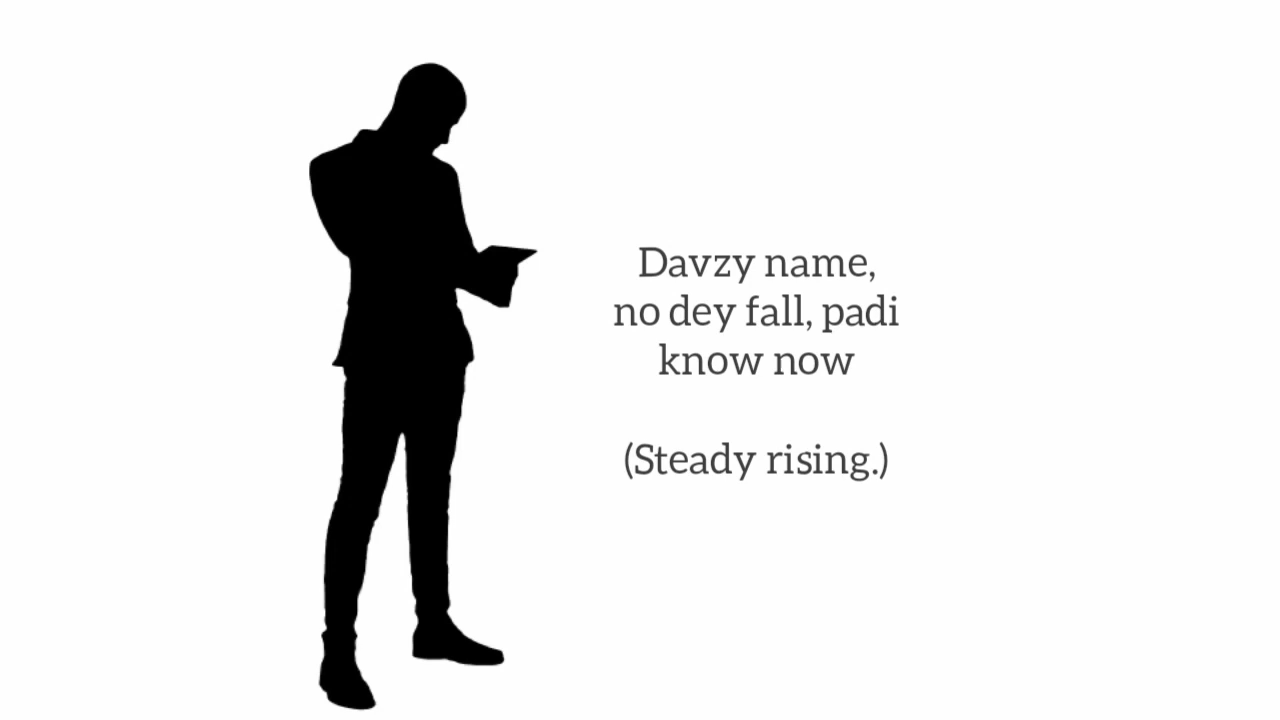 Davzy name,
no dey fall, padi
know now
(Steady rising.)